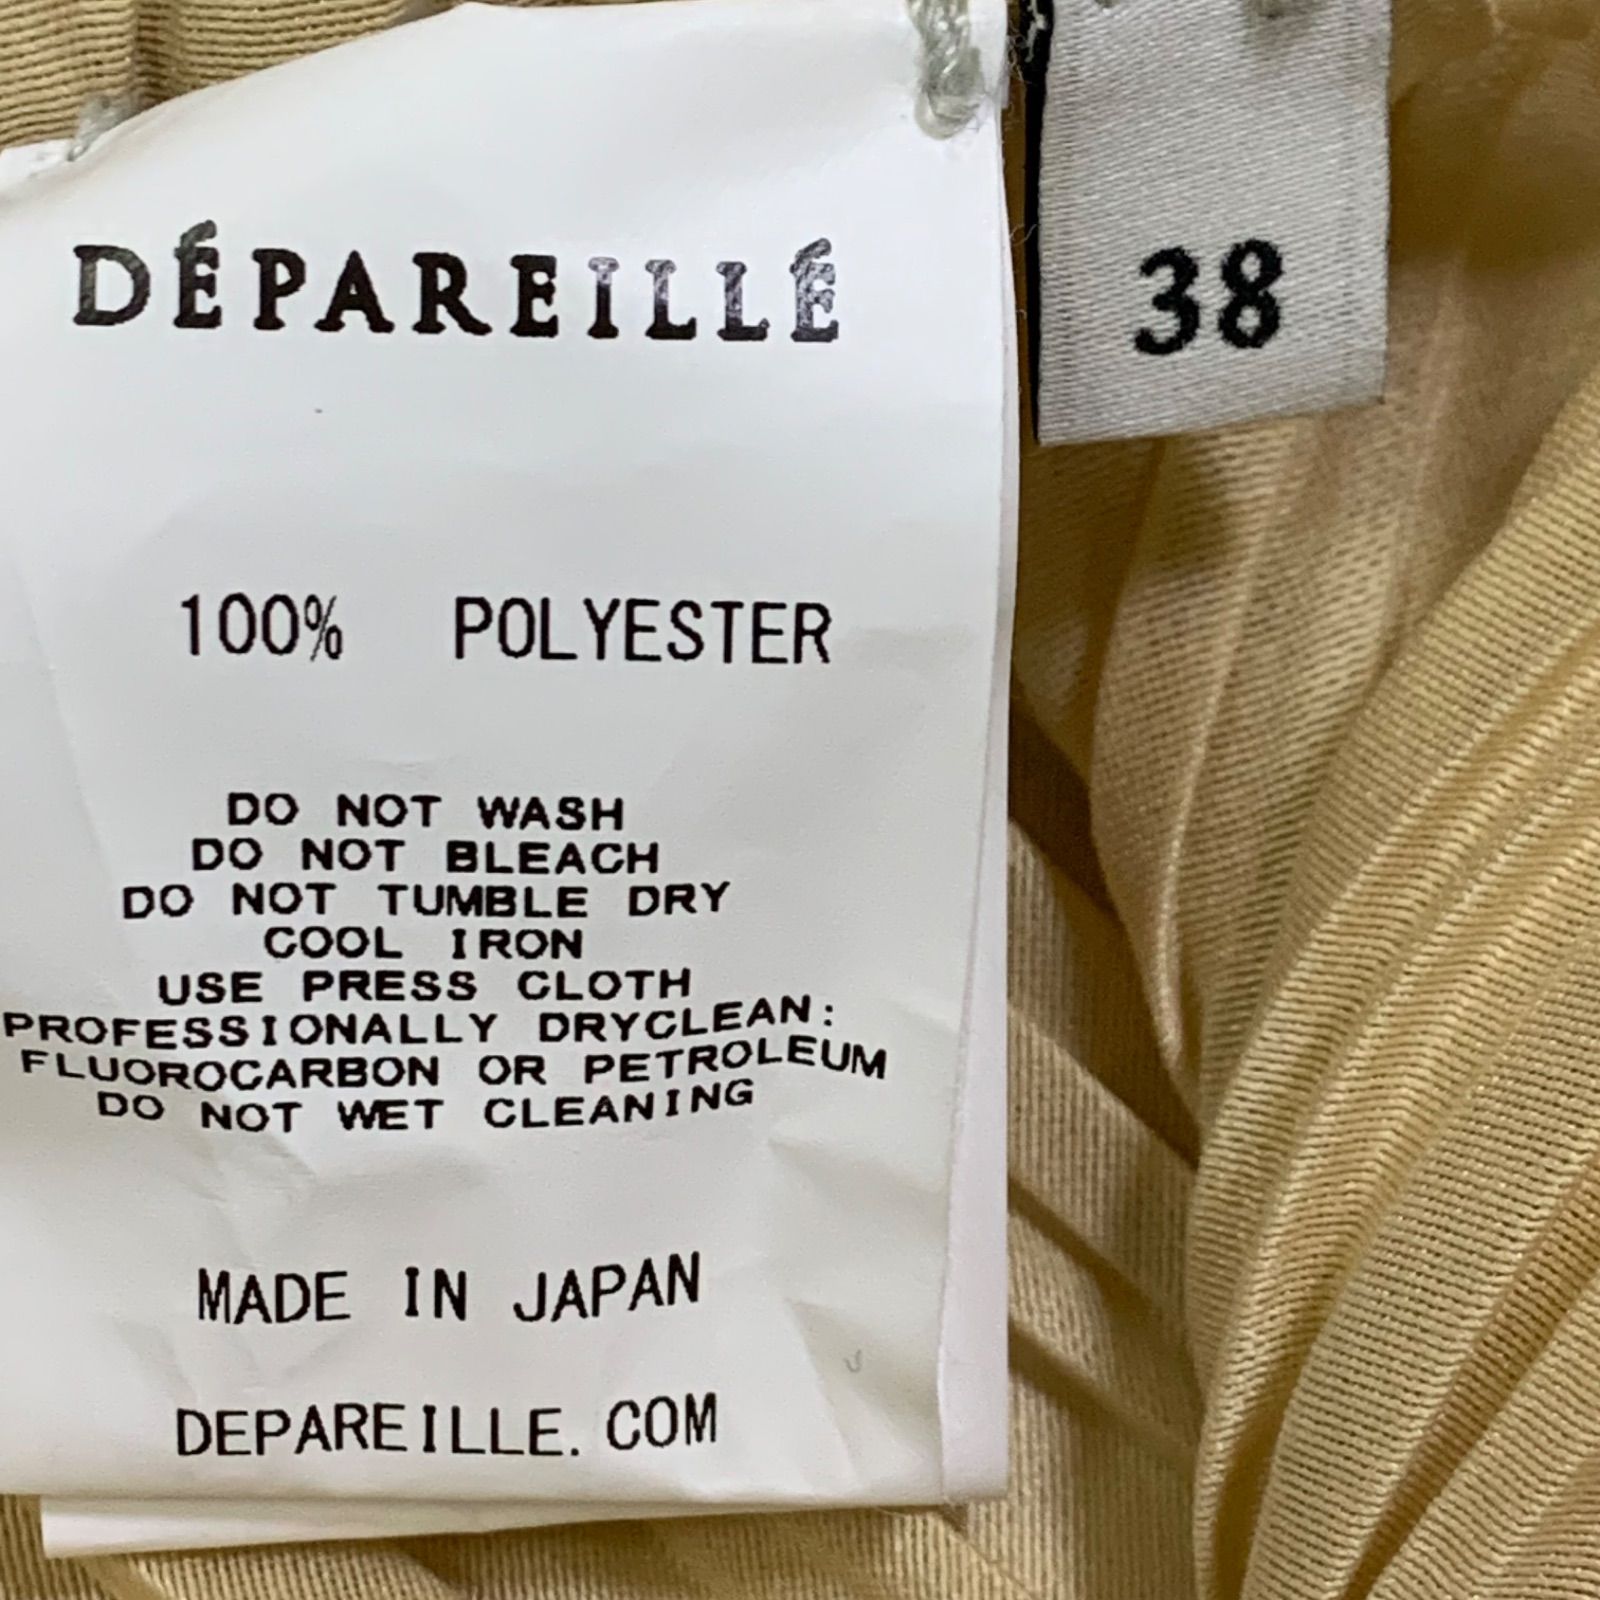 DÉPAREILLÉ
38
100% POLYESTER
DO NOT WASH
DO NOT BLEACH
DO NOT TUMBLE DRY
COOL IRON
USE PRESS CLOTH
PROFESSIONALLY DRYCLEAN:
FLUOROCARBON OR PETROLEUM
DO NOT WET CLEANING
MADE IN JAPAN
DEPAREILLE.COM